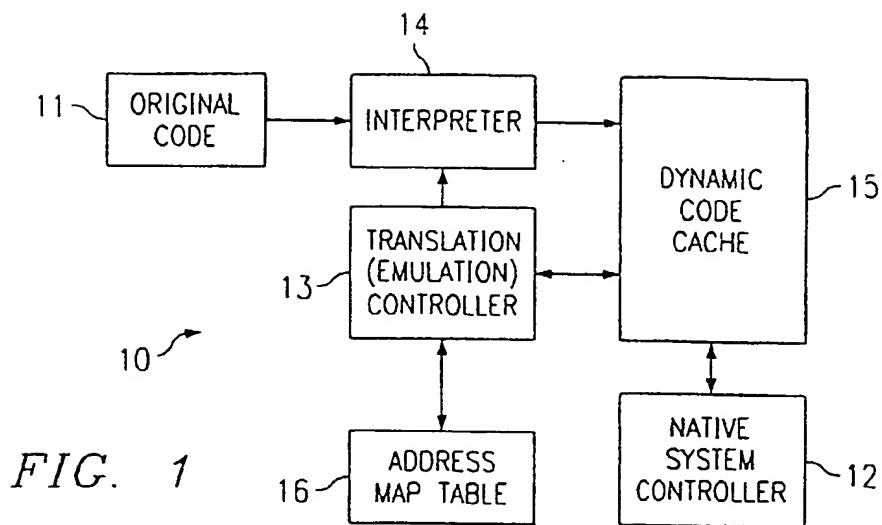 14
11
ORIGINAL
CODE
INTERPRETER
DYNAMIC
CODE
CACHE
15
13
TRANSLATION
(EMULATION)
CONTROLLER
10
FIG. 1
16
ADDRESS
MAP TABLE
NATIVE
SYSTEM
CONTROLLER
12